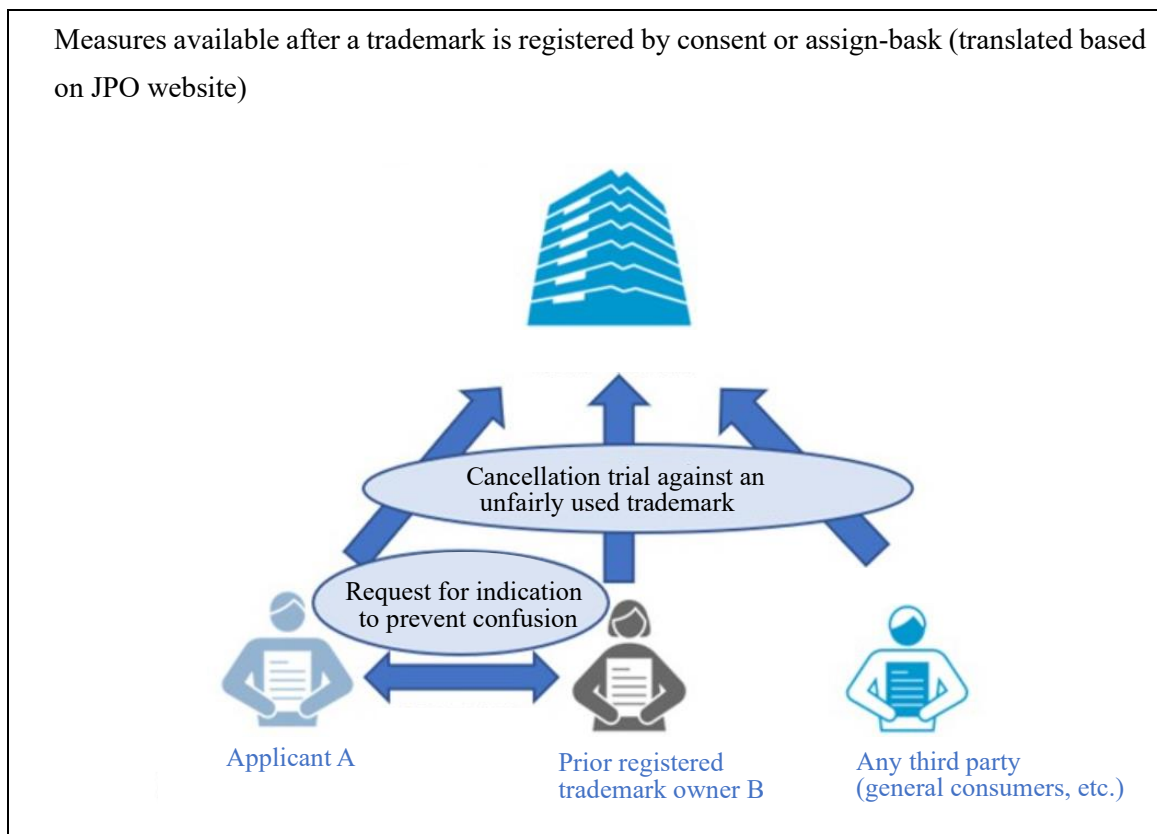 Measures available after a trademark is registered by consent or assign-bask (translated based
on JPO website)
Cancellation trial against an
unfairly used trademark
Request for indication
to prevent confusion
Applicant A
Prior registered
trademark owner B
Any third party
(general consumers, etc.)